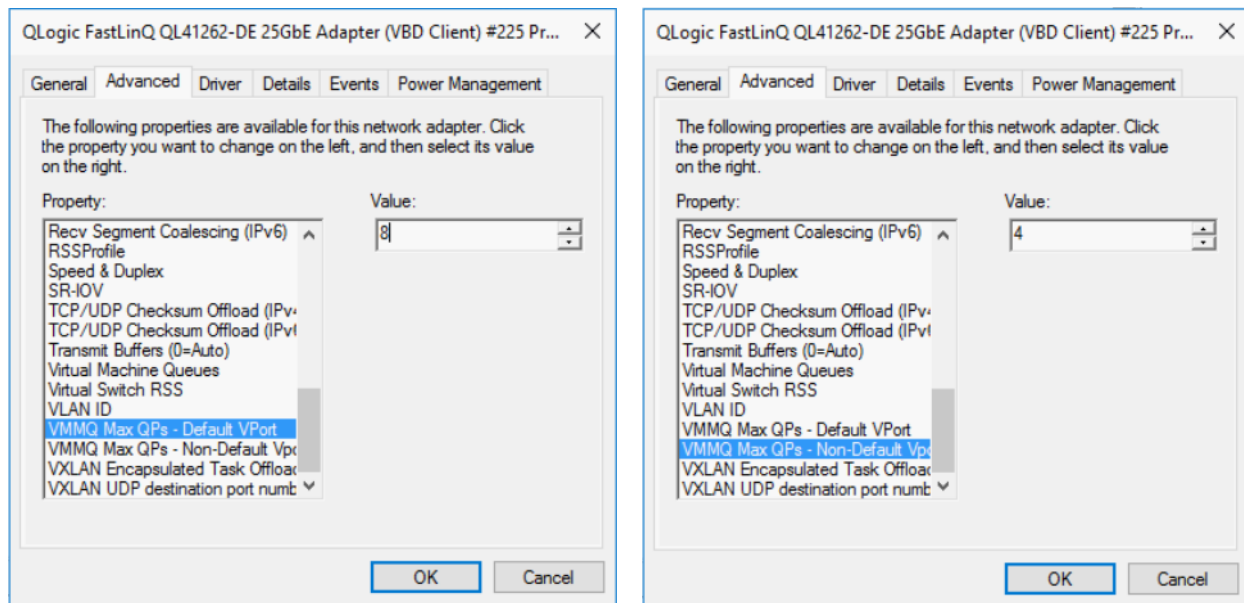 QLogic FastLinQ QL41262-DE 25GbE Adapter (VBD Client) #225 Pr...
General Advanced Driver Details Events Power Management
The following properties are available for this network adapter. Click
the property you want to change on the left, and then select its value
on the right.
Property:
Value:
Recv Segment Coalescing (IPv6)
8
RSSProfile
Speed & Duplex
SR-IOV
TCP/UDP Checksum Offload (IPv4
TCP/UDP Checksum Offload (IPv6
Transmit Buffers (0=Auto)
Virtual Machine Queues
Virtual Switch RSS
VLAN ID
VMMQ Max QPs - Default VPort
VMMQ Max QPs - Non-Default Vpo
VXLAN Encapsulated Task Offload
VXLAN UDP destination port numb
OK
Cancel
QLogic FastLinQ QL41262-DE 25GbE Adapter (VBD Client) #225 Pr...
General Advanced Driver Details Events Power Management
The following properties are available for this network adapter. Click
the property you want to change on the left, and then select its value
on the right.
Property:
Value:
Recv Segment Coalescing (IPv6)
4
RSSProfile
Speed & Duplex
SR-IOV
TCP/UDP Checksum Offload (IPv4
TCP/UDP Checksum Offload (IPv6
Transmit Buffers (0=Auto)
Virtual Machine Queues
Virtual Switch RSS
VLAN ID
VMMQ Max QPs - Default VPort
VMMQ Max QPs - Non-Default Vpo
VXLAN Encapsulated Task Offload
VXLAN UDP destination port numb
OK
Cancel